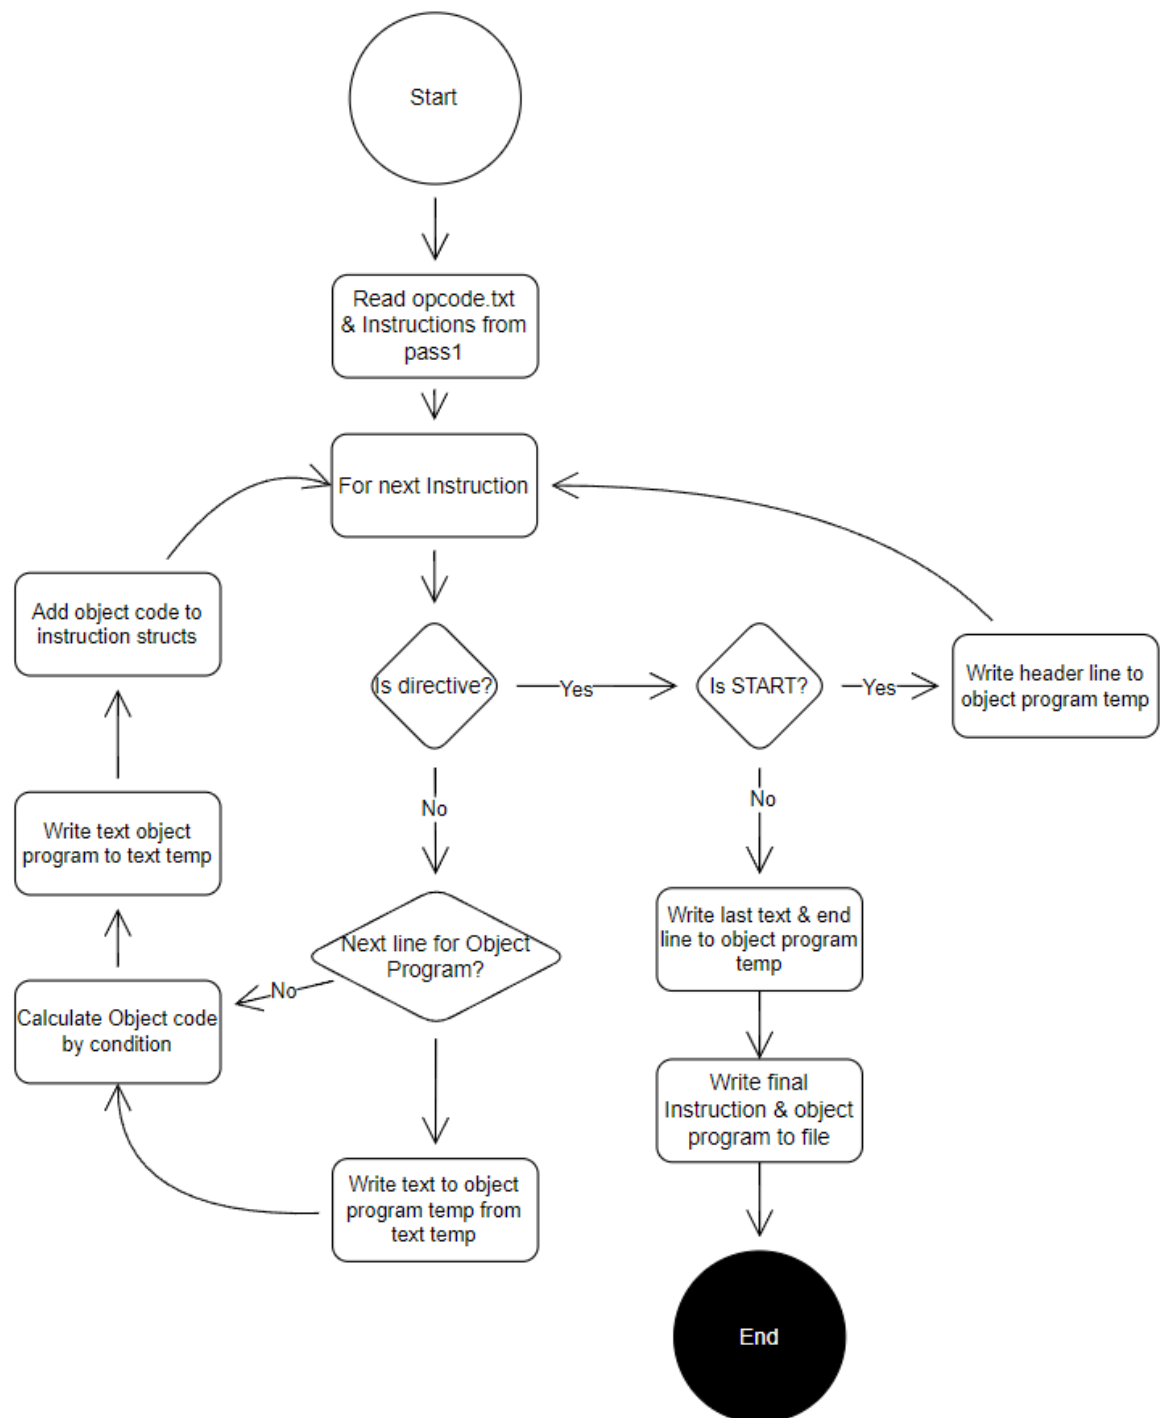 Start
Read opcode.txt
& Instructions from
pass1
For next Instruction
Add object code to
instruction structs
Is directive?
Yes
Is START?
Yes
Write header line to
object program temp
No
No
Write text object
program to text temp
Next line for Object
Program?
Write last text & end
line to object program
temp
No
Calculate Object code
by condition
Write final
Instruction & object
program to file
Write text to object
program temp from
text temp
End